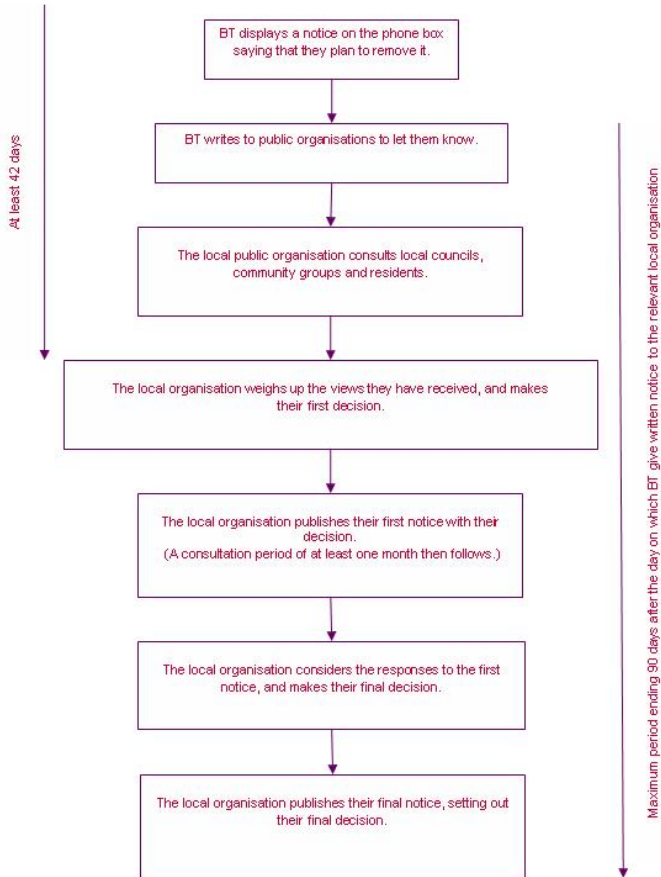 BT displays a notice on the phone box
saying that they plan to remove it.
BT writes to public organisations to let them know.
At least 42 days
The local public organisation consults local councils,
community groups and residents.
The local organisation weighs up the views they have received, and makes
their first decision.
The local organisation publishes their first notice with their
decision.
(A consultation period of at least one month then follows.)
The local organisation considers the responses to the first
notice, and makes their final decision.
The local organisation publishes their final notice, setting out
their final decision.
Maximum period ending 90 days after the day on which BT give written notice to the relevant local organisation